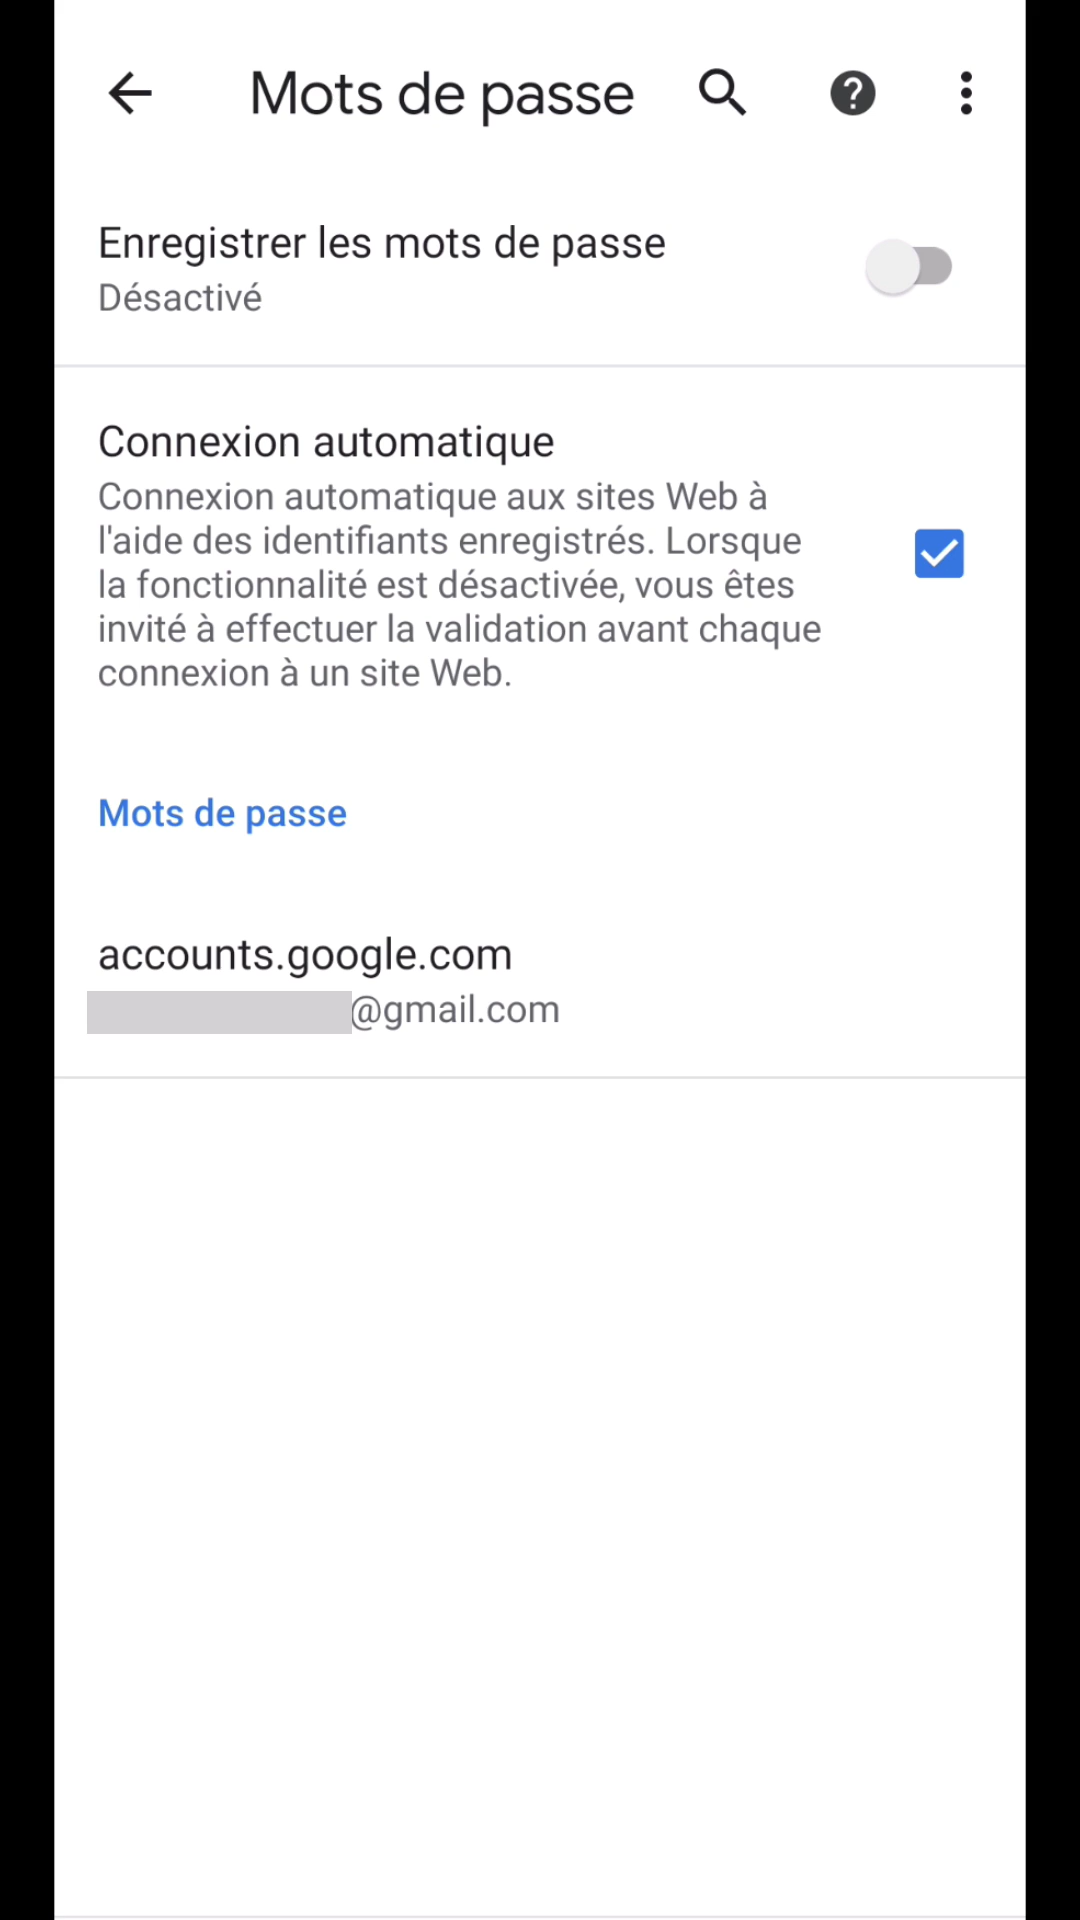 Mots de passe
Enregistrer les mots de passe
Désactivé
Connexion automatique
Connexion automatique aux sites Web à
l'aide des identifiants enregistrés. Lorsque
la fonctionnalité est désactivée, vous êtes
invité à effectuer la validation avant chaque
connexion à un site Web.
Mots de passe
accounts.google.com
@gmail.com